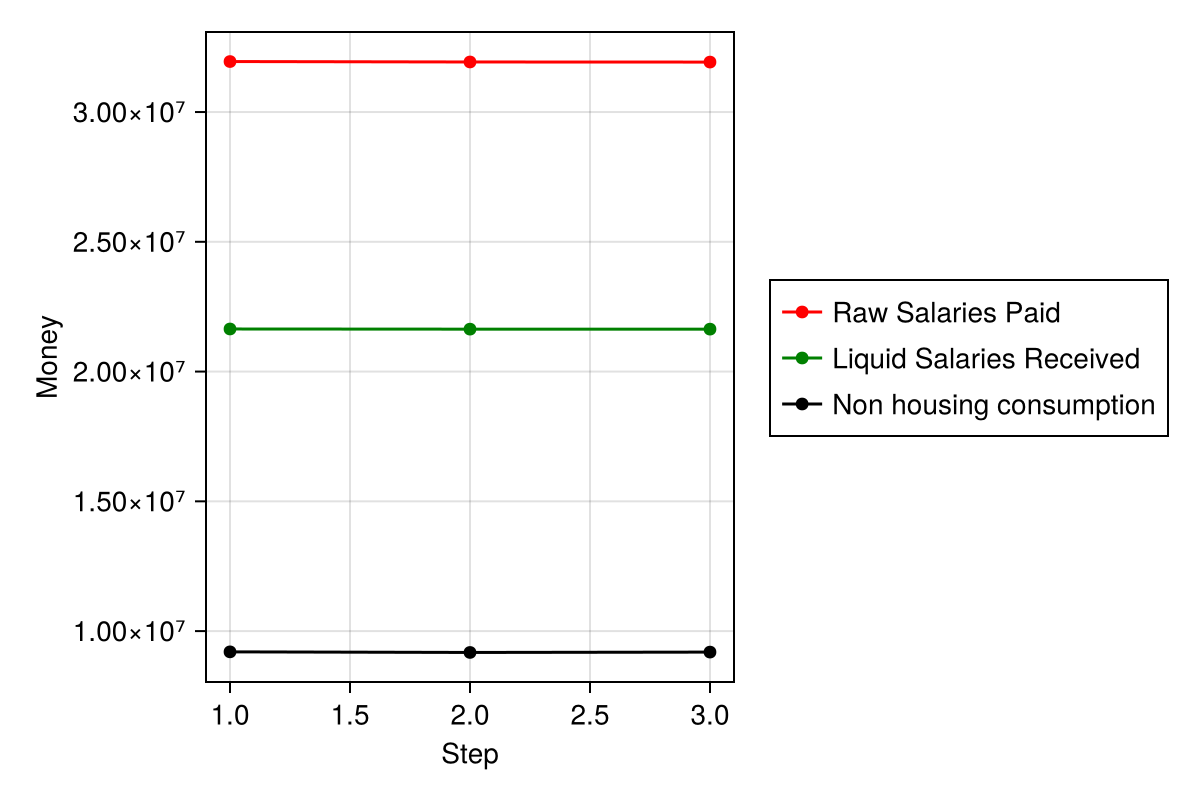 3.00×10⁷
2.50×10⁷
2.00×10⁷
1.50×10⁷
1.00×10⁷
Money
1.0 1.5 2.0 2.5 3.0
Step
Raw Salaries Paid
Liquid Salaries Received
Non housing consumption